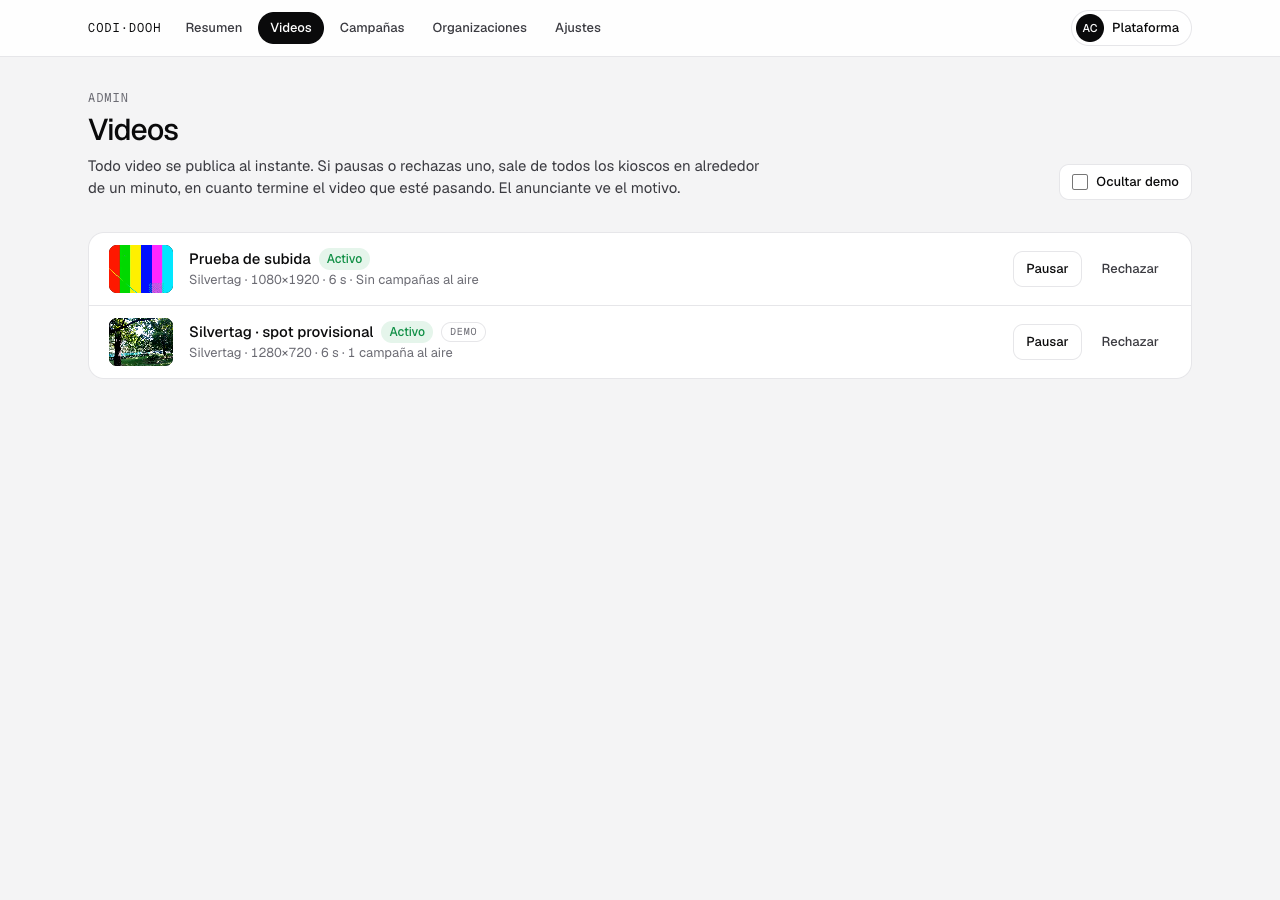 CODI·DOOH Resumen Videos Campañas Organizaciones Ajustes AC Plataforma
ADMIN
Videos
Todo video se publica al instante. Si pausas o rechazas uno, sale de todos los kioscos en alrededor
de un minuto, en cuanto termine el video que esté pasando. El anunciante ve el motivo.
Ocultar demo
Prueba de subida Activo
Silvertag · 1080×1920 · 6 s · Sin campañas al aire
Pausar Rechazar
Silvertag · spot provisional Activo DEMO
Silvertag · 1280×720 · 6 s · 1 campaña al aire
Pausar Rechazar